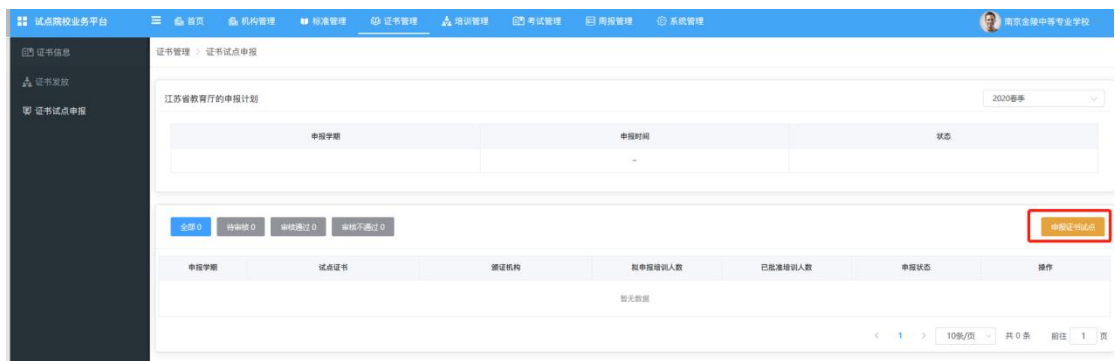 试点院校业务平台 首页 机构管理 标准管理 证书管理 培训管理 考试管理 周报管理 系统管理 南京金陵中等专业学校
证书信息 证书管理 > 证书试点申报
证书发放
江苏省教育厅的申报计划 2020春季
证书试点申报
申报学期 申报时间 状态
~
全部 0 待审核 0 审核通过 0 审核不通过 0 申报证书试点
申报学期 试点证书 颁证机构 拟申报培训人数 已批准培训人数 申报状态 操作
暂无数据
< 1 > 10条/页 共 0 条 前往 1 页